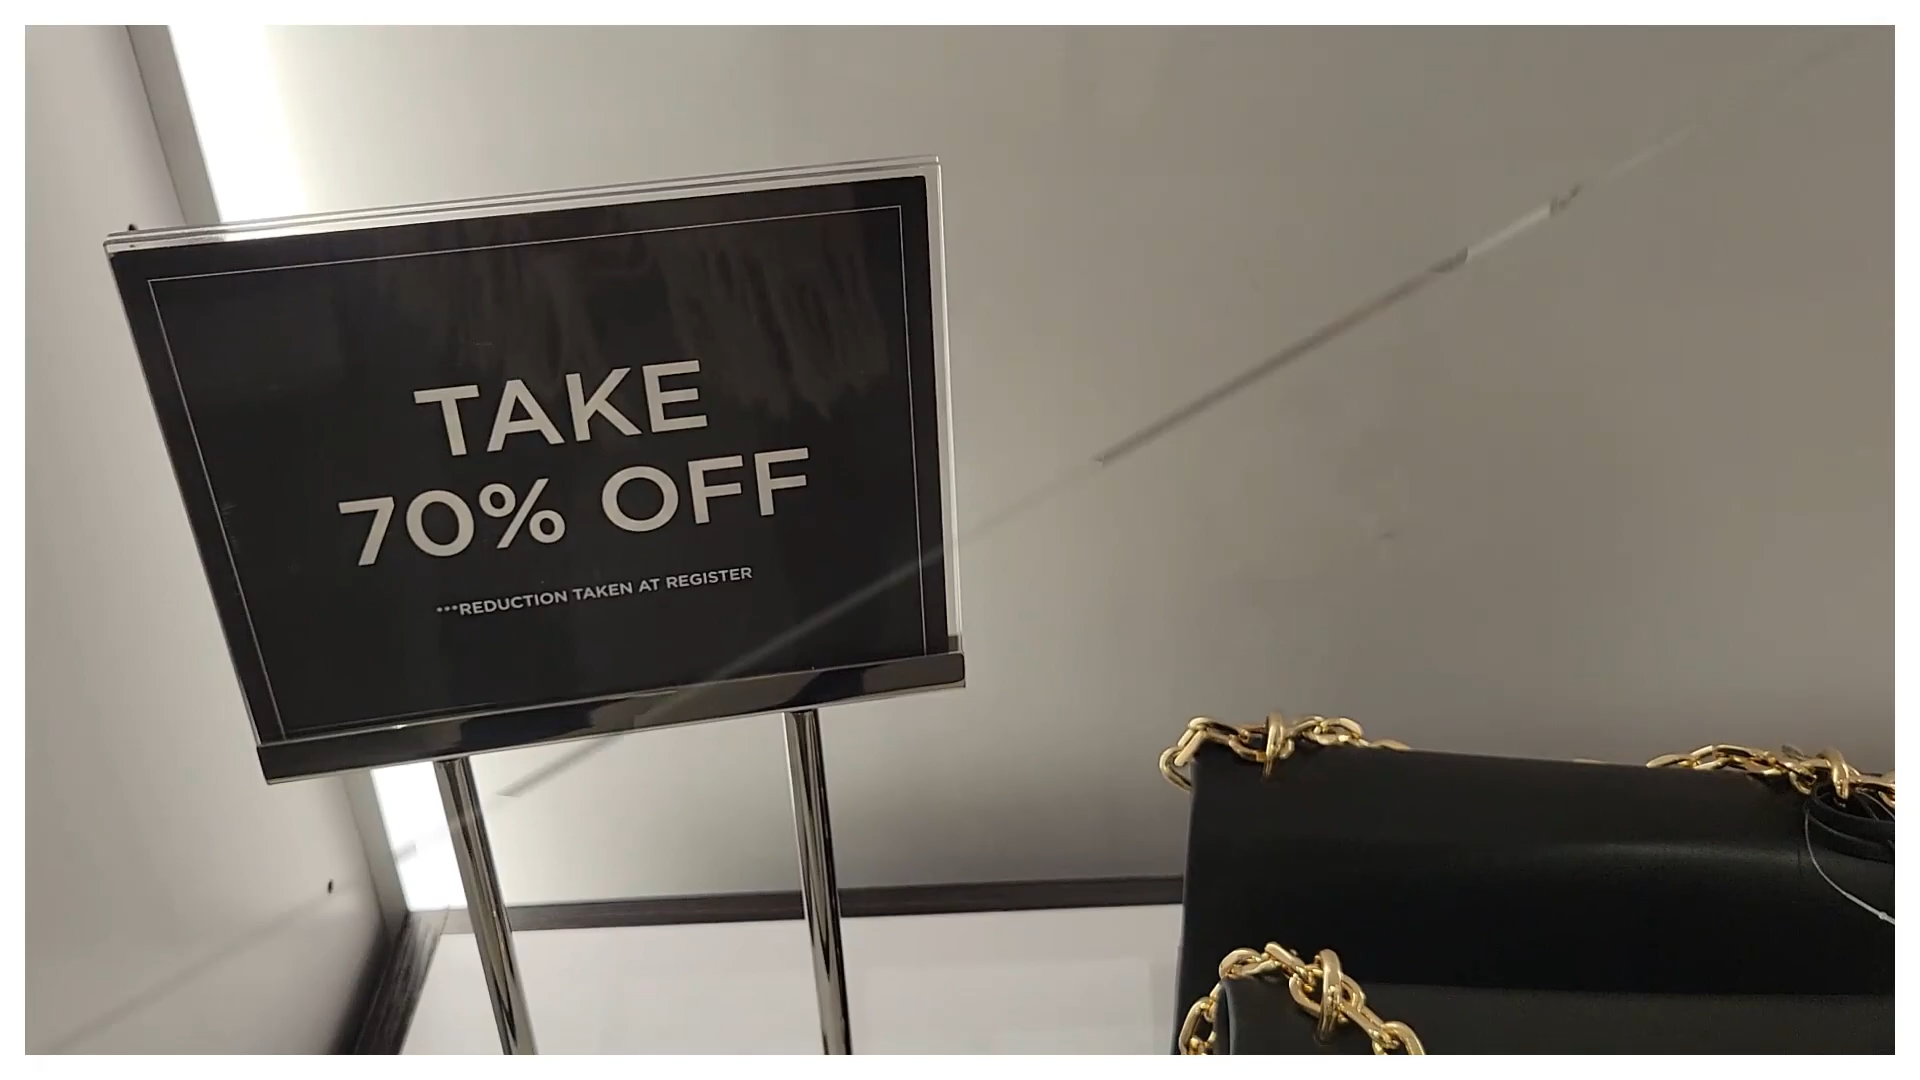 TAKE
70% OFF
***REDUCTION TAKEN AT REGISTER